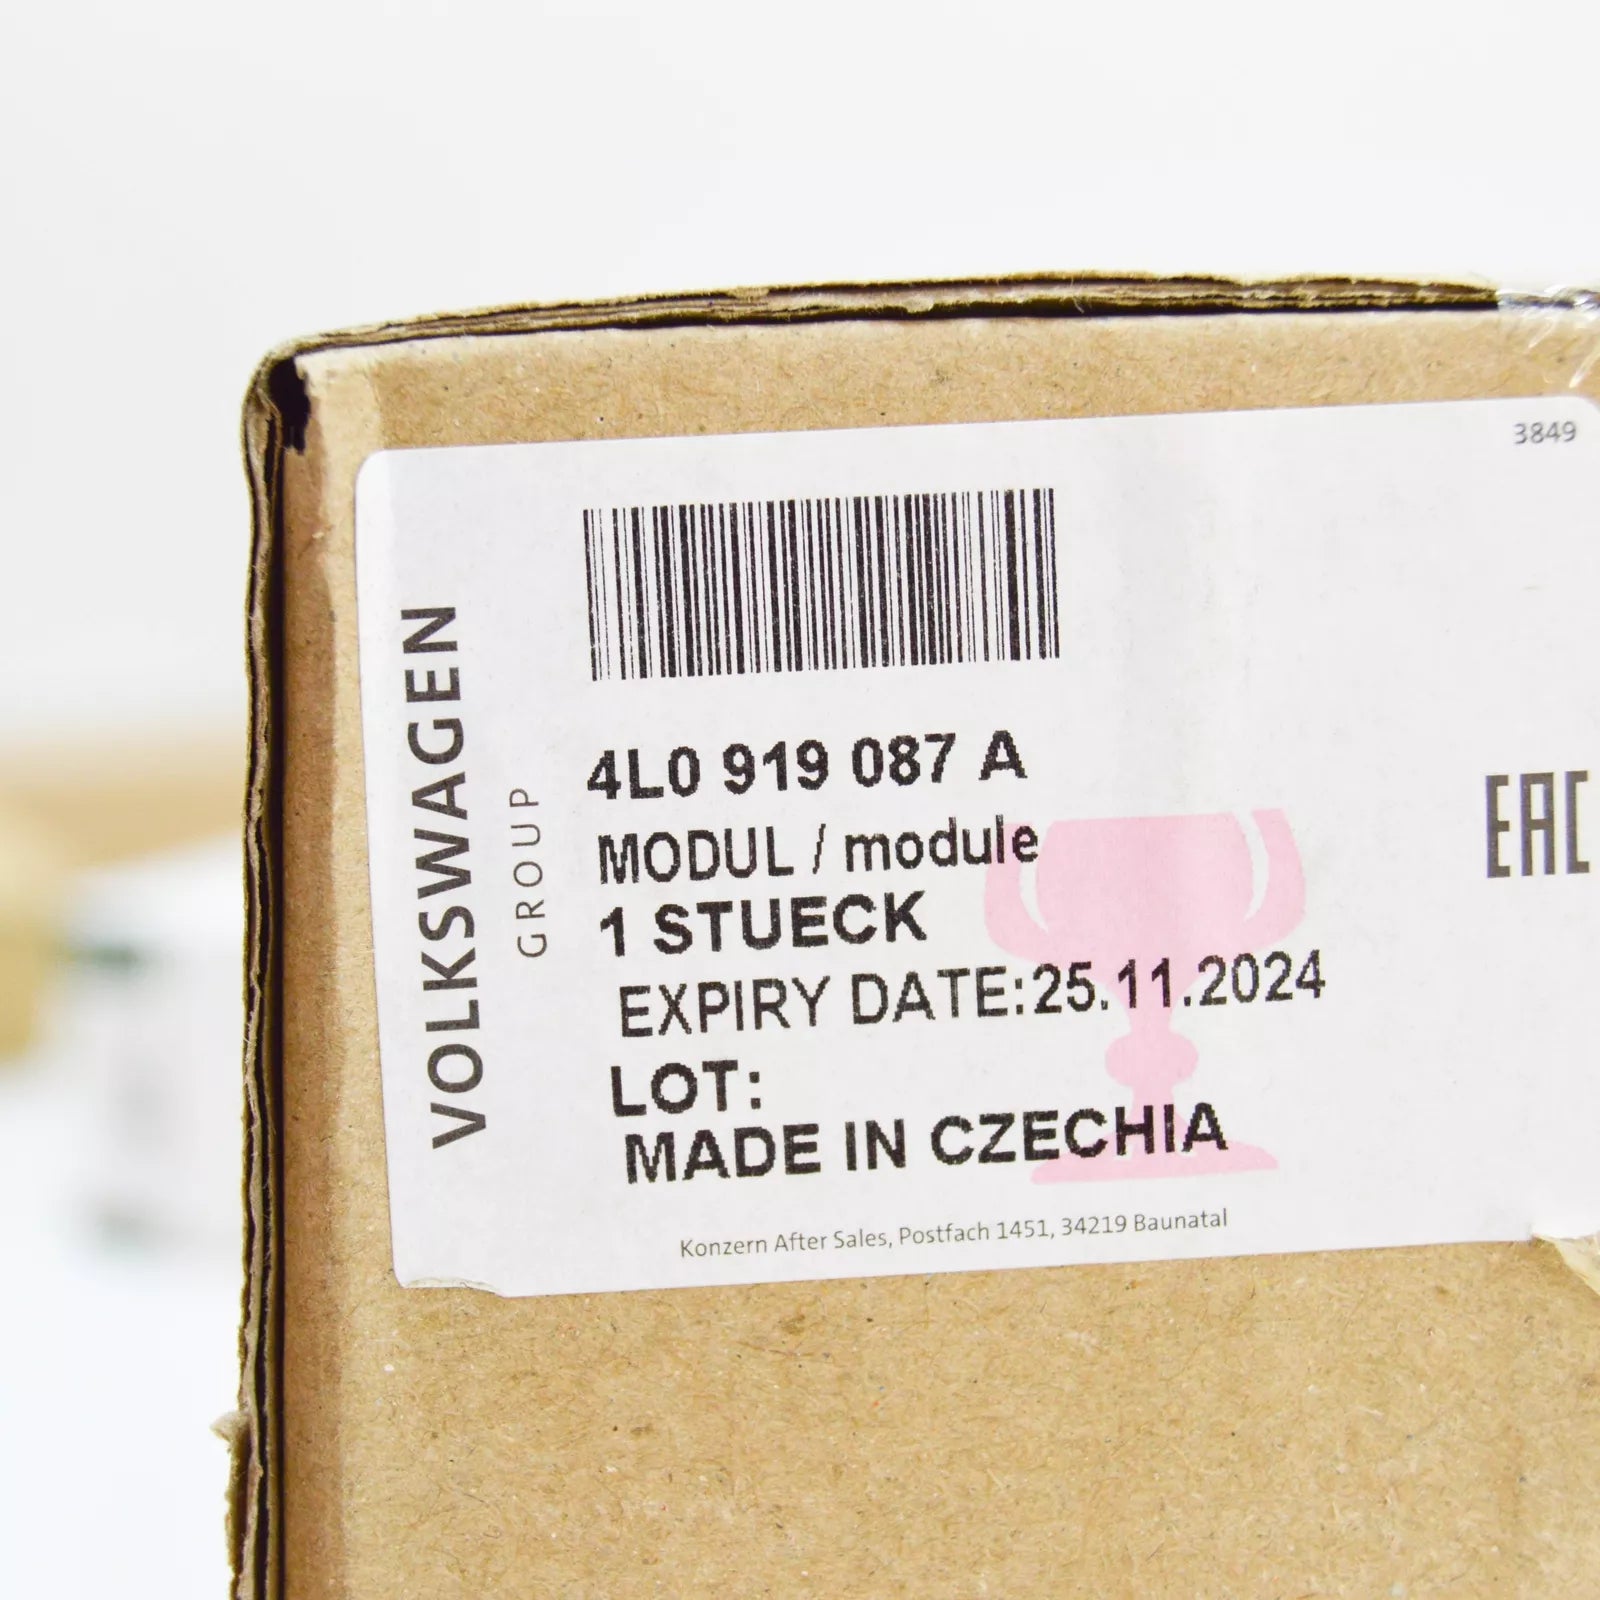 3849
VOLKSWAGEN
GROUP
4L0 919 087 A
MODUL / module
1 STUECK
EXPIRY DATE:25.11.2024
LOT:
MADE IN CZECHIA
EAC
Konzern After Sales, Postfach 1451, 34219 Baunatal